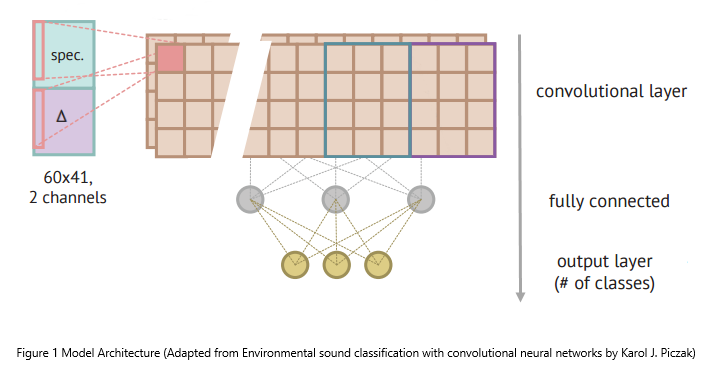 spec.
Δ
60x41,
2 channels
convolutional layer
fully connected
output layer
(# of classes)
Figure 1 Model Architecture (Adapted from Environmental sound classification with convolutional neural networks by Karol J. Piczak)